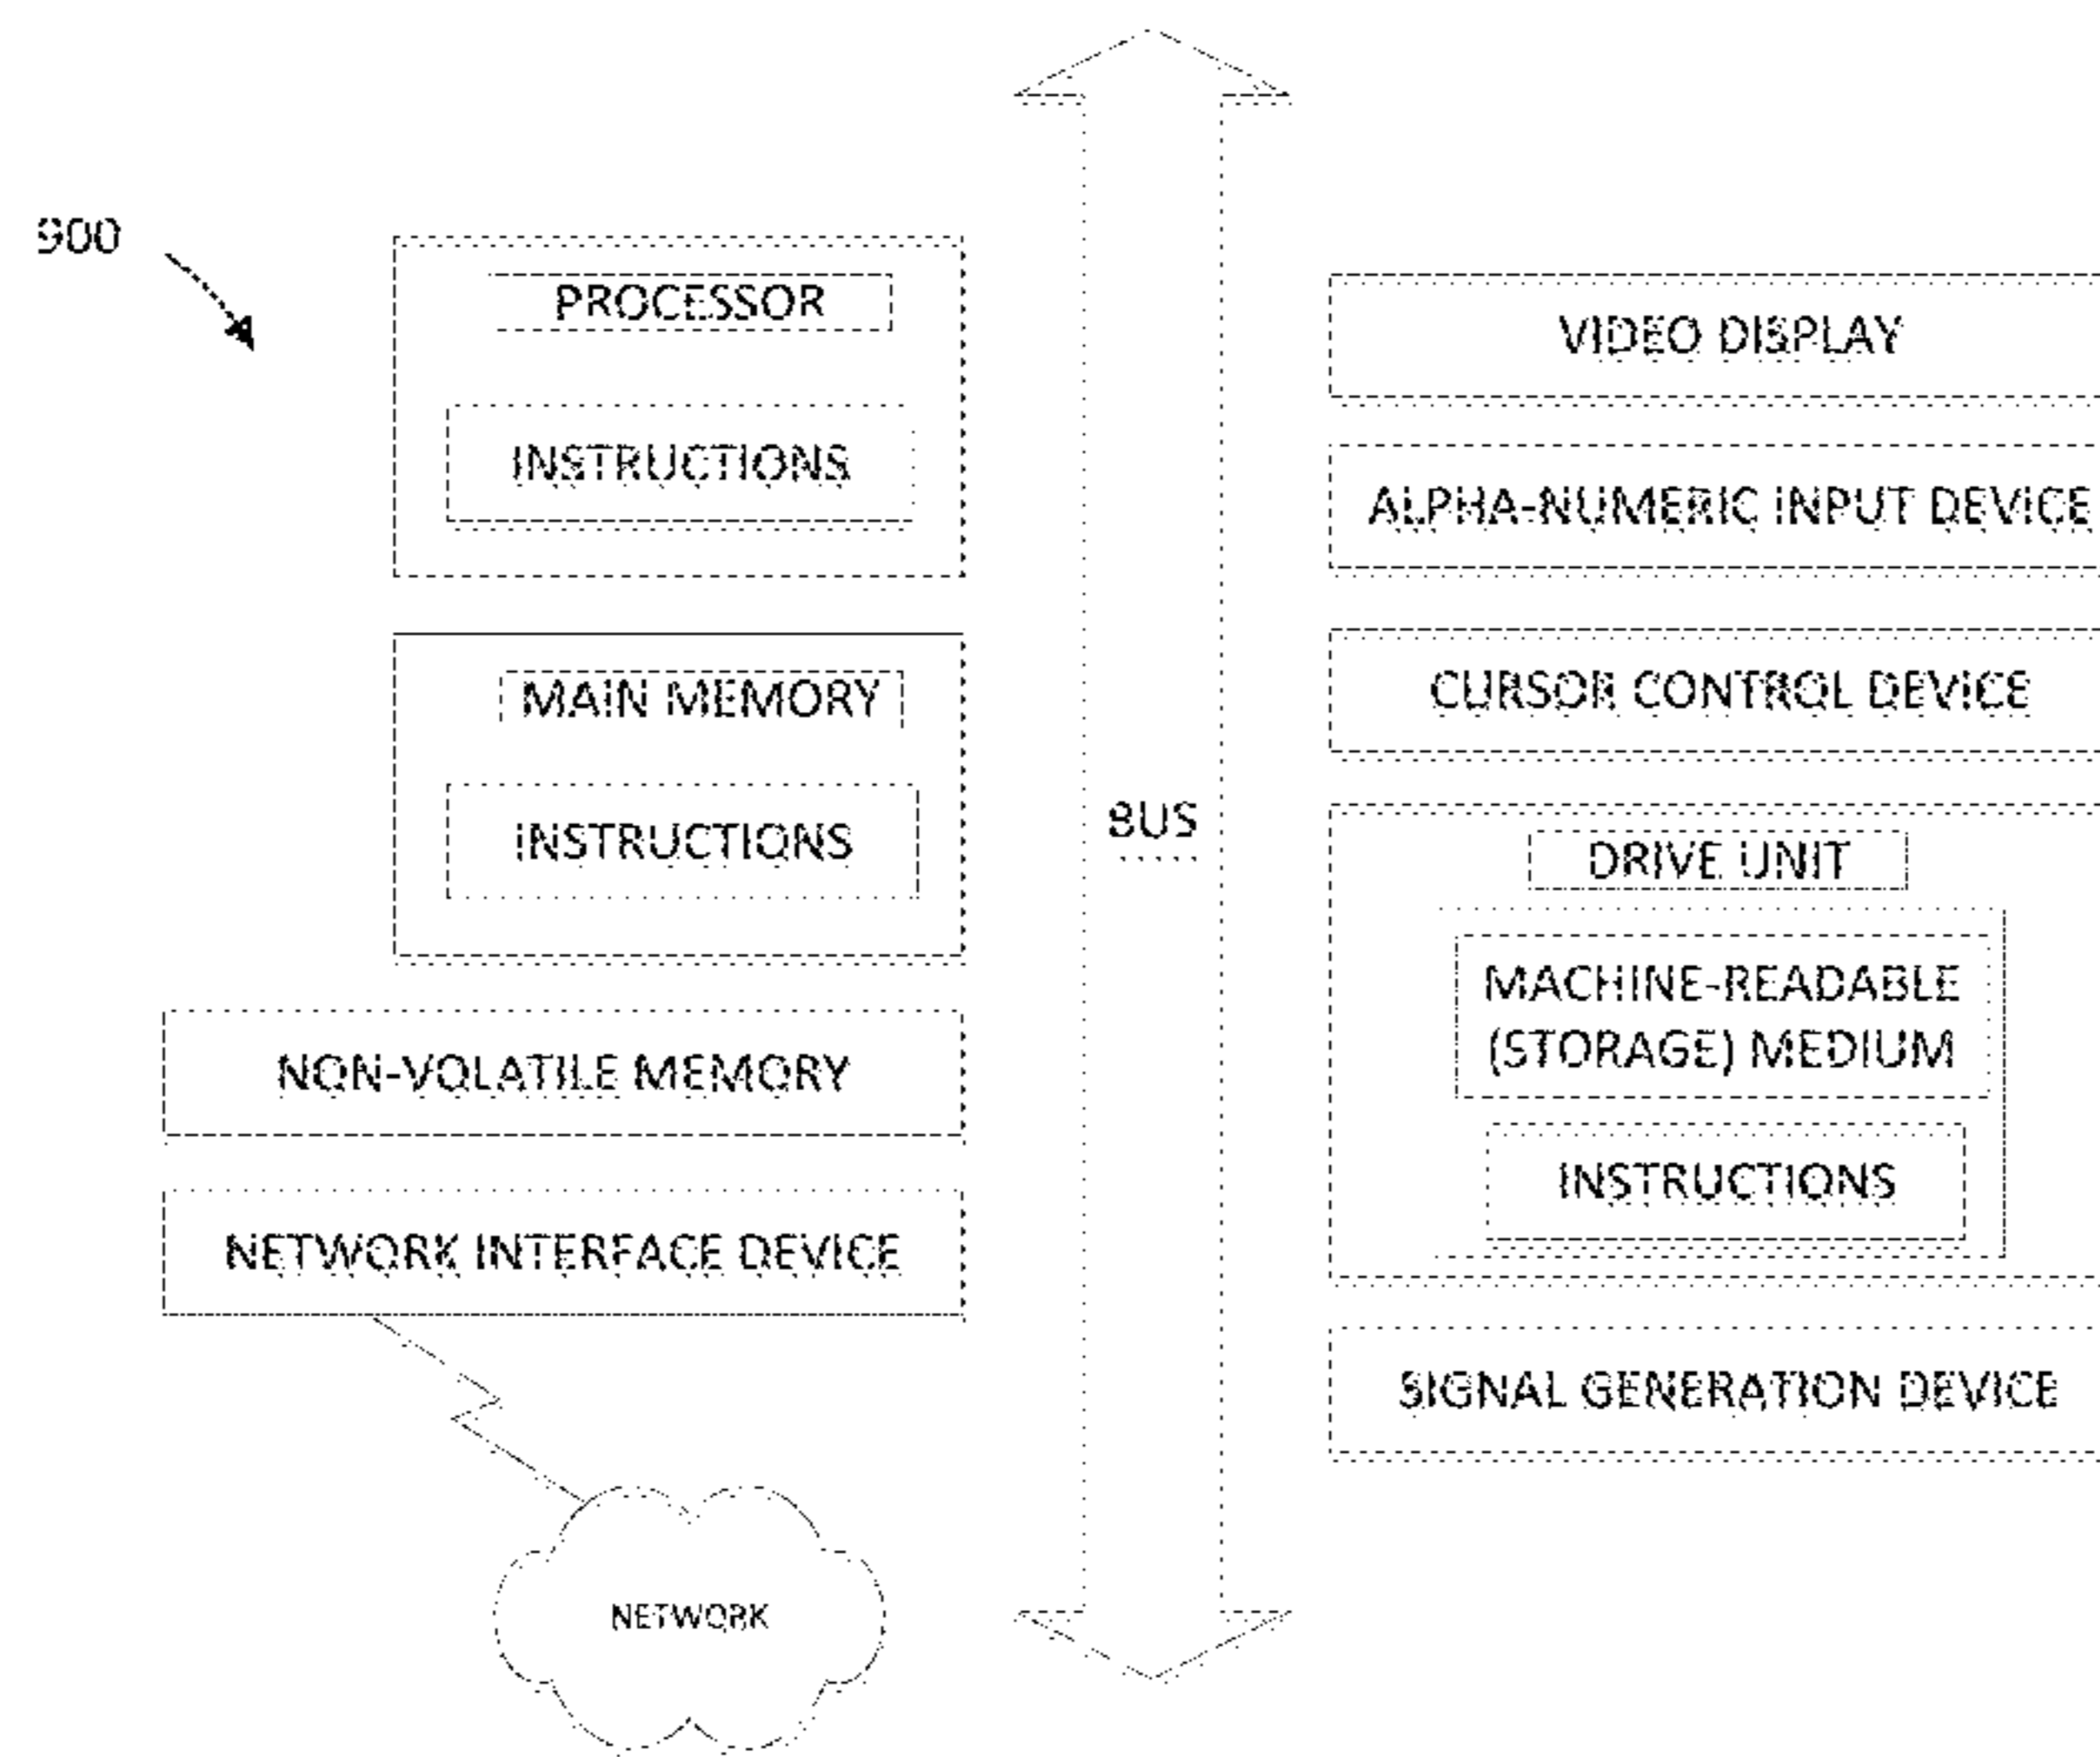 900
PROCESSOR
INSTRUCTIONS
MAIN MEMORY
INSTRUCTIONS
NON-VOLATILE MEMORY
NETWORK INTERFACE DEVICE
NETWORK
BUS
VIDEO DISPLAY
ALPHA-NUMERIC INPUT DEVICE
CURSOR CONTROL DEVICE
DRIVE UNIT
MACHINE-READABLE
(STORAGE) MEDIUM
INSTRUCTIONS
SIGNAL GENERATION DEVICE